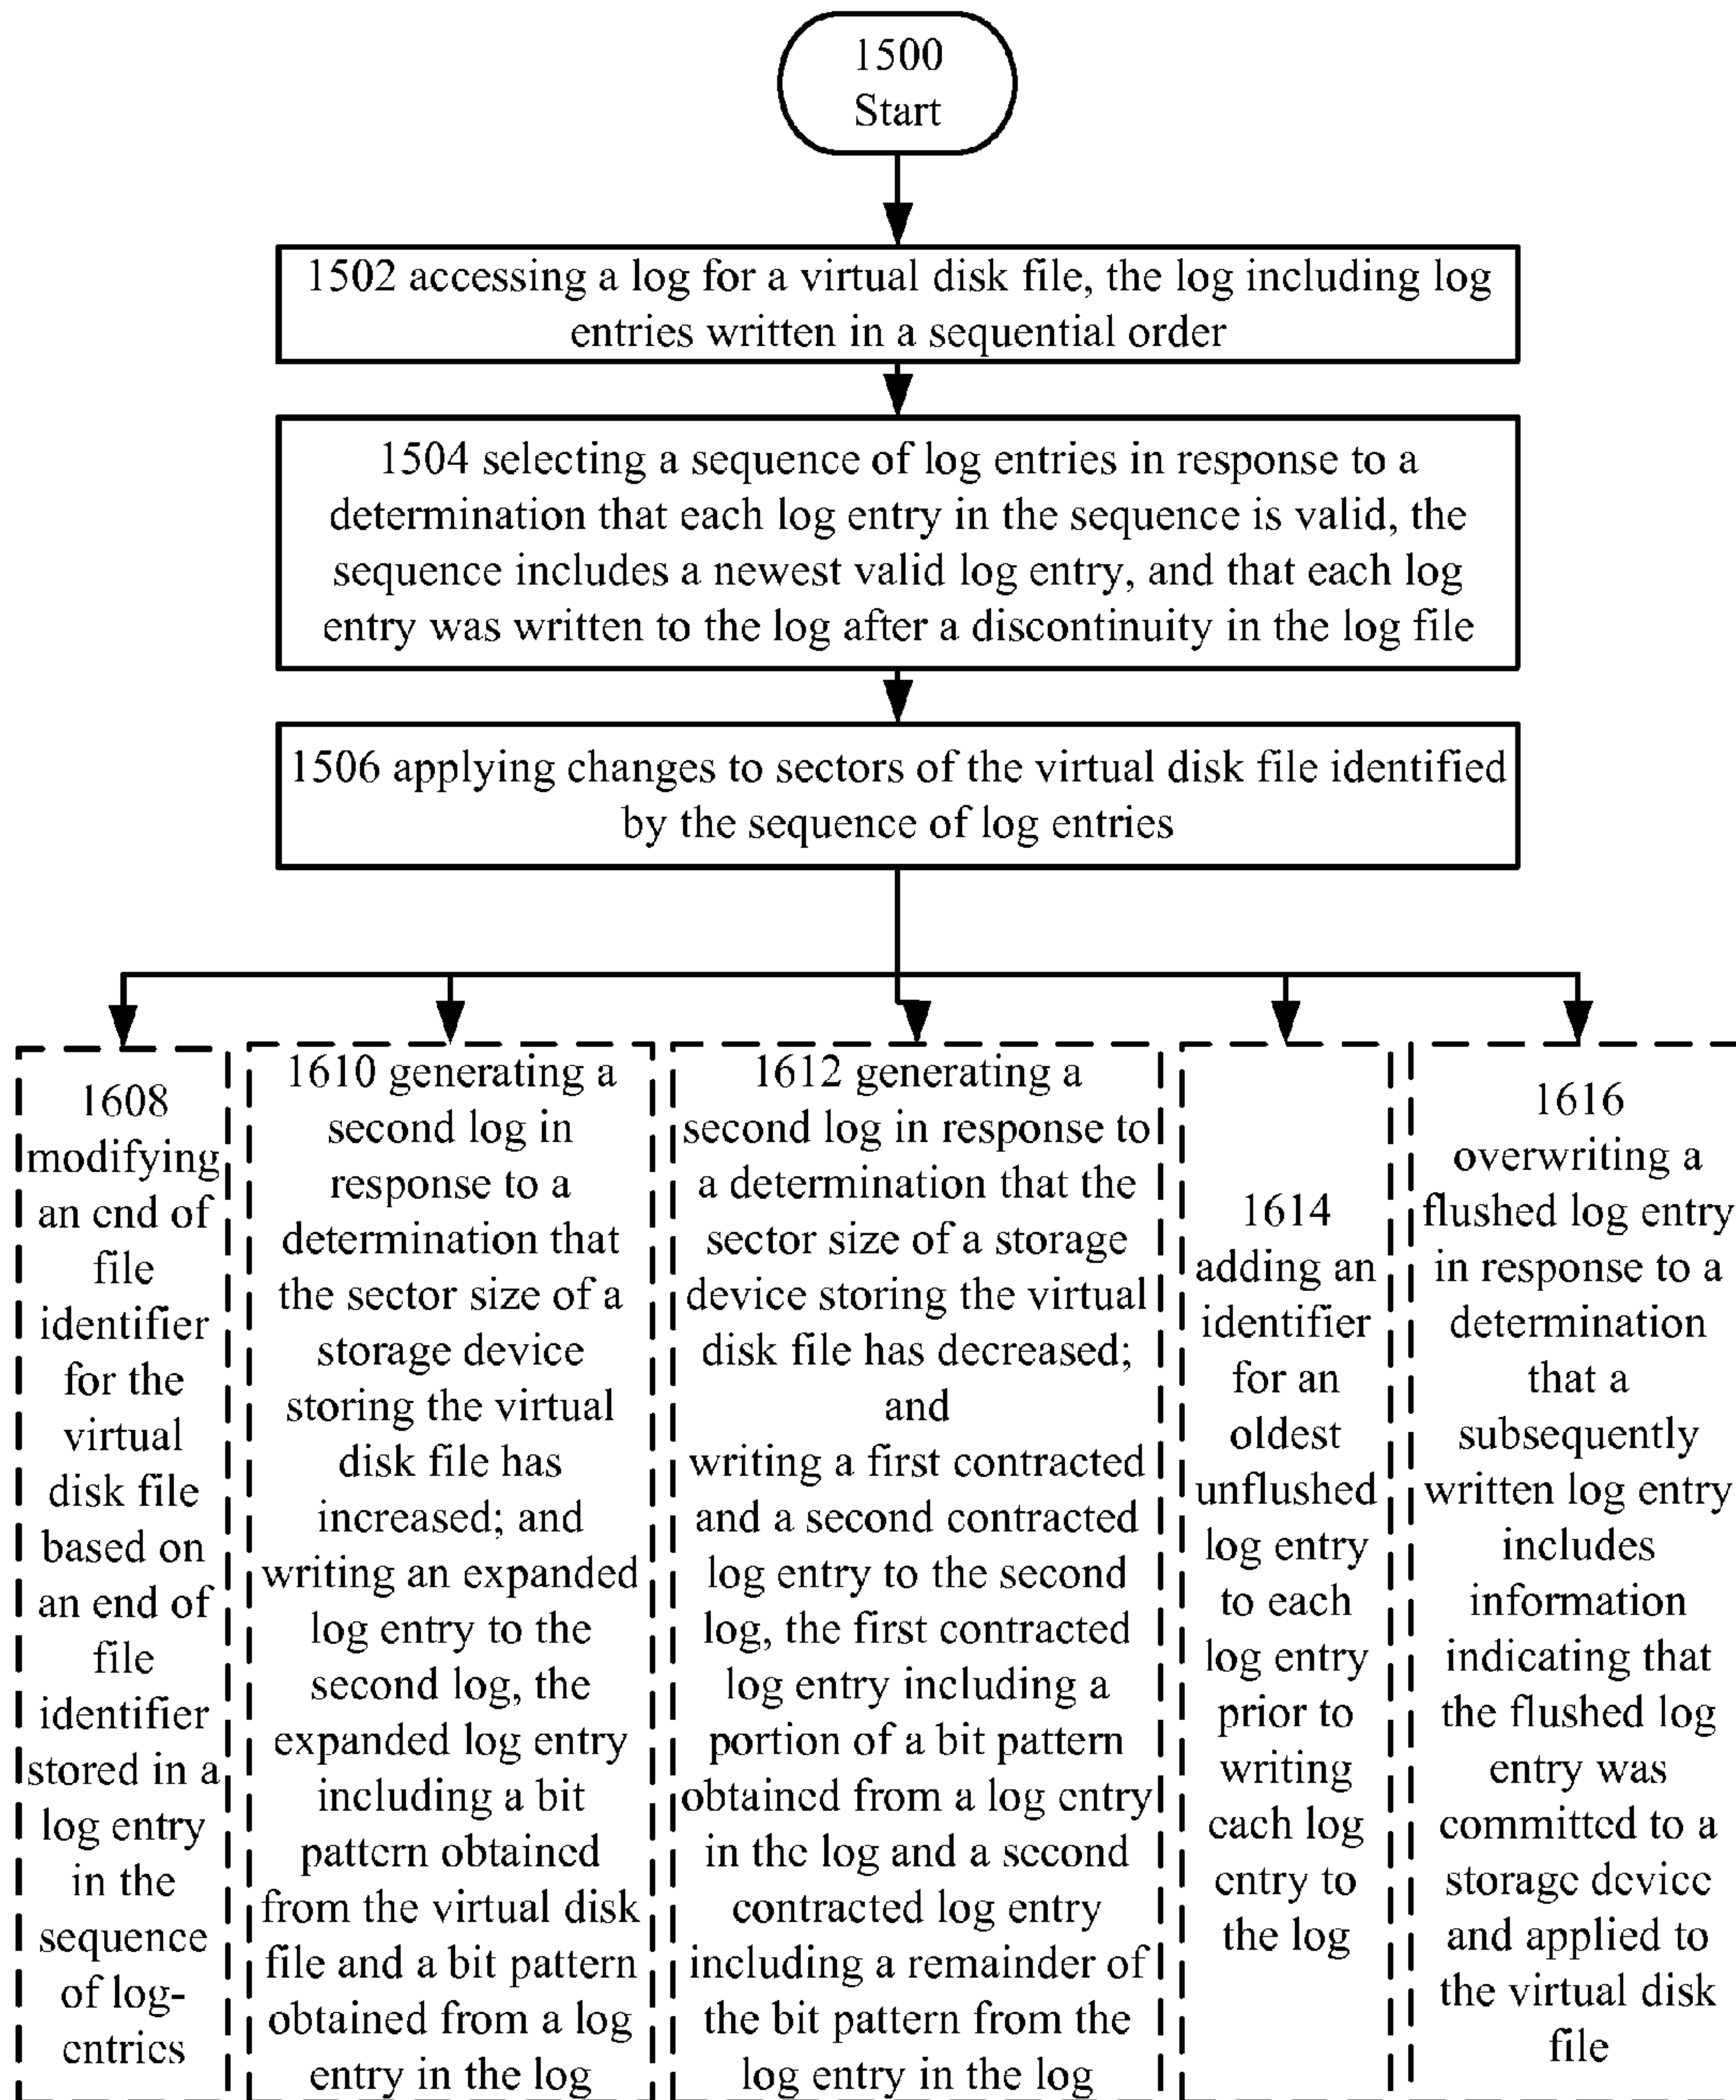 1500
Start
1502 accessing a log for a virtual disk file, the log including log
entries written in a sequential order
1504 selecting a sequence of log entries in response to a
determination that each log entry in the sequence is valid, the
sequence includes a newest valid log entry, and that each log
entry was written to the log after a discontinuity in the log file
1506 applying changes to sectors of the virtual disk file identified
by the sequence of log entries
1608
modifying
an end of
file
identifier
for the
virtual
disk file
based on
an end of
file
identifier
stored in a
log entry
in the
sequence
of log-
entries
1610 generating a
second log in
response to a
determination that
the sector size of a
storage device
storing the virtual
disk file has
increased; and
writing an expanded
log entry to the
second log, the
expanded log entry
including a bit
pattern obtained
from the virtual disk
file and a bit pattern
obtained from a log
entry in the log
1612 generating a
second log in response to
a determination that the
sector size of a storage
device storing the virtual
disk file has decreased;
and
writing a first contracted
and a second contracted
log entry to the second
log, the first contracted
log entry including a
portion of a bit pattern
obtained from a log entry
in the log and a second
contracted log entry
including a remainder of
the bit pattern from the
log entry in the log
1614
adding an
identifier
for an
oldest
unflushed
log entry
to each
log entry
prior to
writing
each log
entry to
the log
1616
overwriting a
flushed log entry
in response to a
determination
that a
subsequently
written log entry
includes
information
indicating that
the flushed log
entry was
committed to a
storage device
and applied to
the virtual disk
file